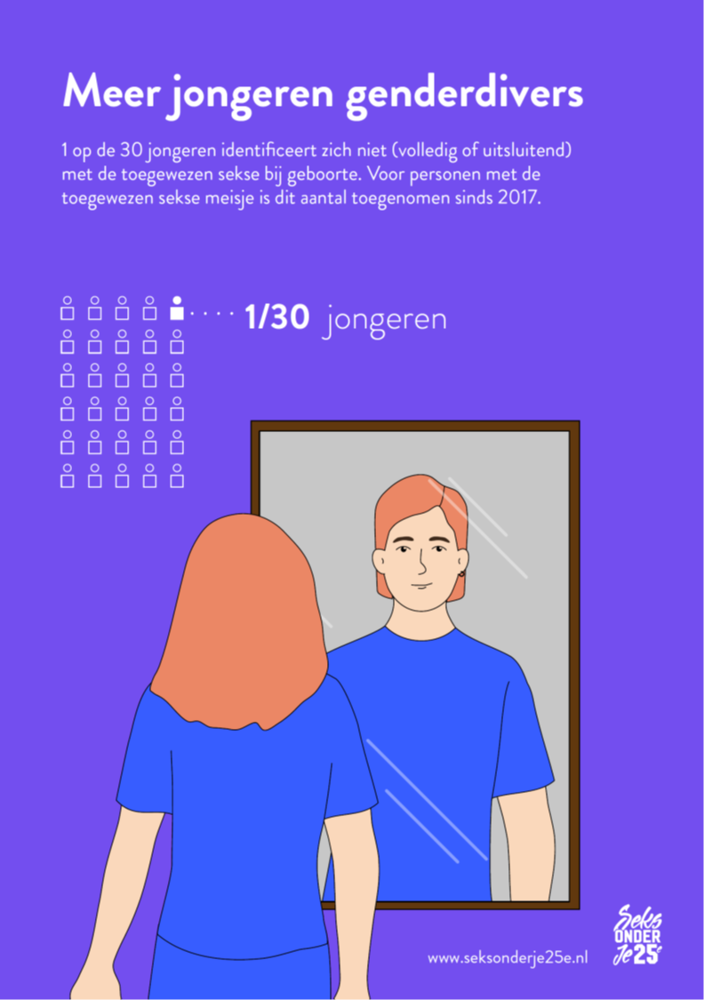 Meer jongeren genderdivers
1 op de 30 jongeren identificeert zich niet (volledig of uitsluitend)
met de toegewezen sekse bij geboorte. Voor personen met de
toegewezen sekse meisje is dit aantal toegenomen sinds 2017.
1/30 jongeren
www.seksonderje25e.nl
Seks
ONDER
Je 25e